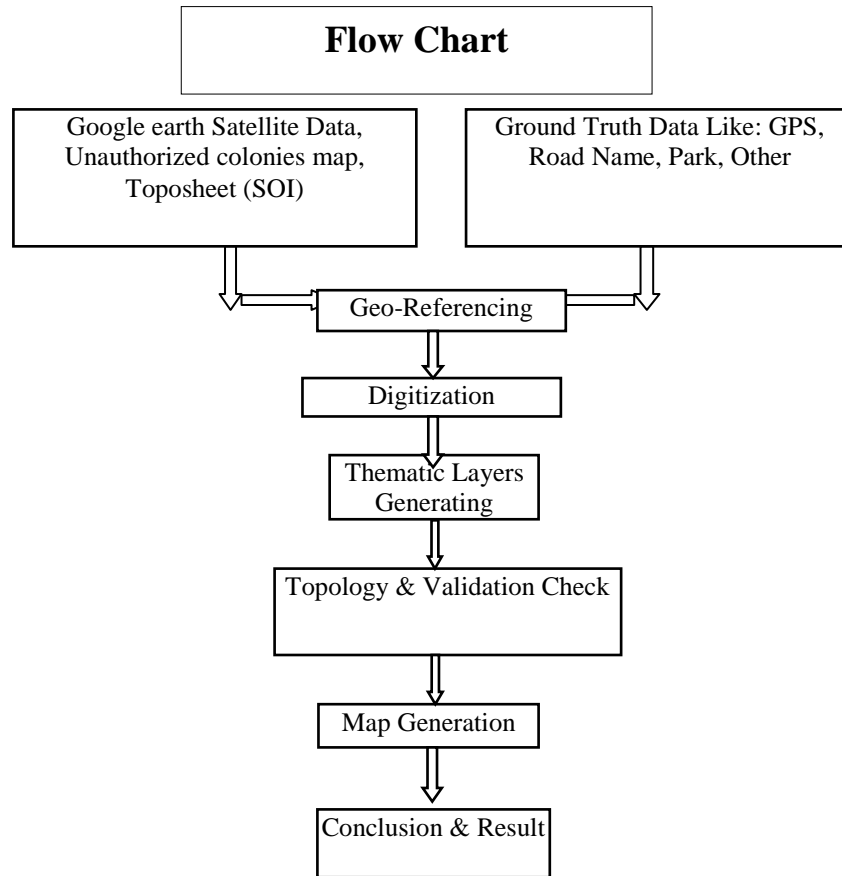 Flow Chart
Google earth Satellite Data,
Unauthorized colonies map,
Toposheet (SOI)
Ground Truth Data Like: GPS,
Road Name, Park, Other
Geo-Referencing
Digitization
Thematic Layers
Generating
Topology & Validation Check
Map Generation
Conclusion & Result